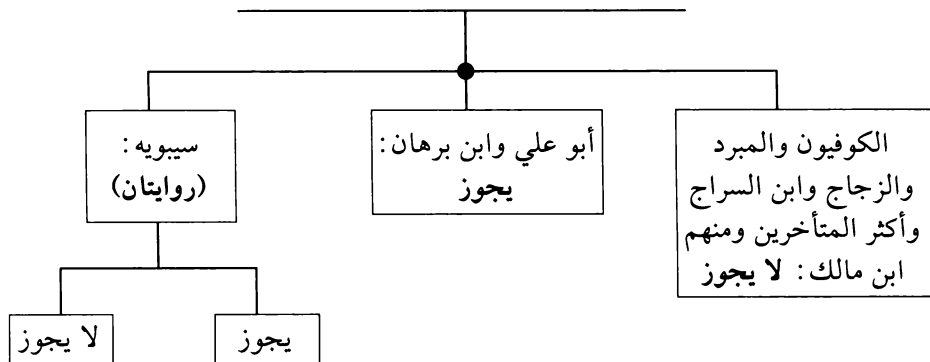 الكوفيون والمبرد
والزجاج وابن السراج
وأكثر المتأخرين ومنهم
ابن مالك: لا يجوز
أبو علي وابن برهان:
يجوز
سيبويه:
(روايتان)
يجوز
لا يجوز